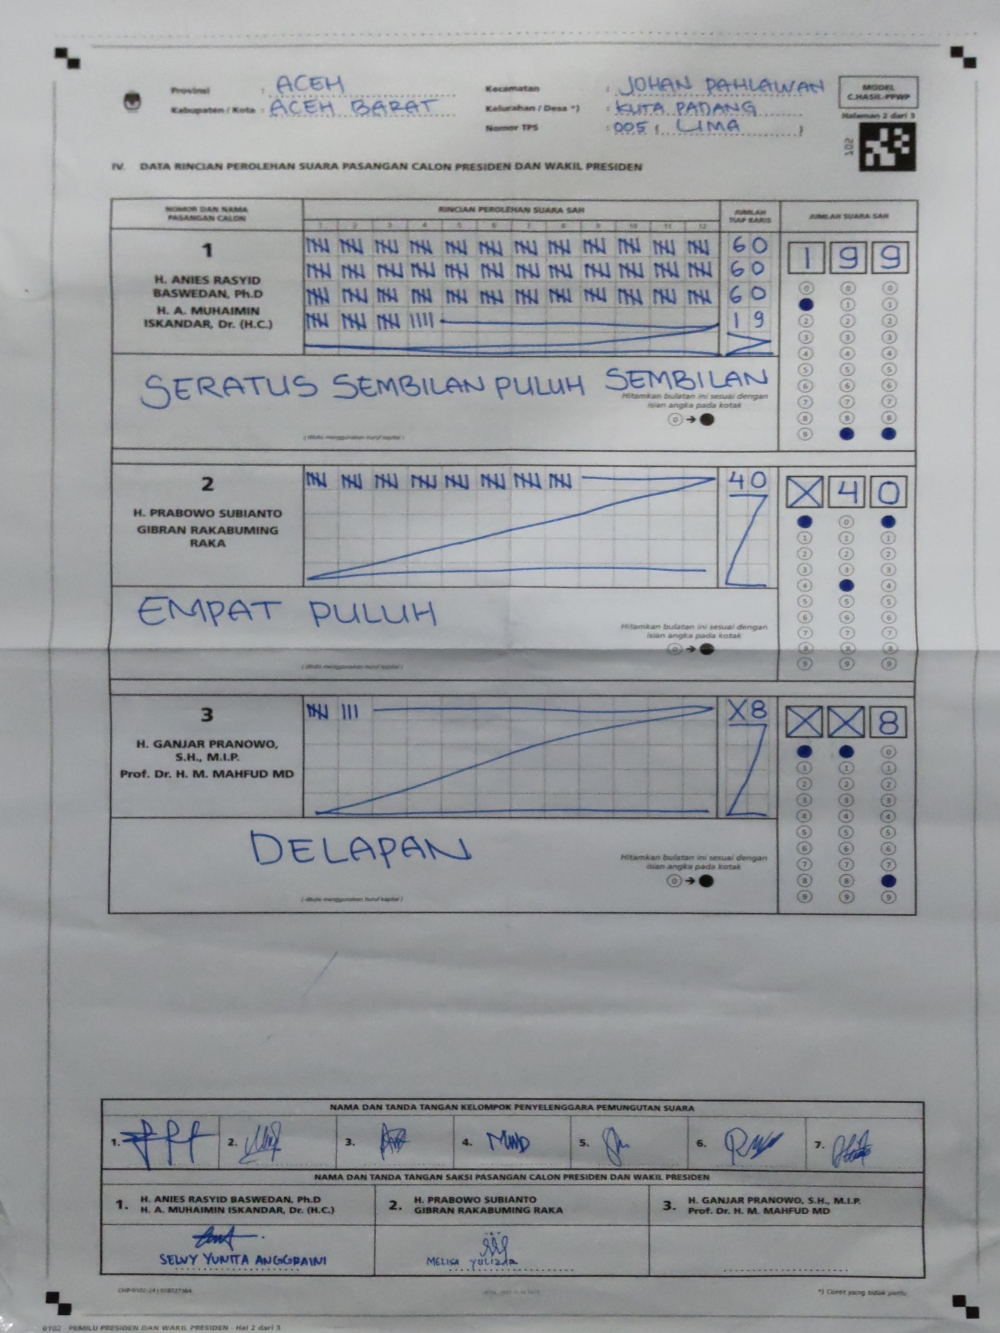 Provinsi : ACEH
Kabupaten / Kota : ACEH BARAT
Kecamatan : JOHAN PAHLAWAN
Kelurahan / Desa *) : KUTA PADANG
Nomor TPS : 005 ( LIMA )
MODEL
C.HASIL-PPWP
Halaman 2 dari 3
IV. DATA RINCIAN PEROLEHAN SUARA PASANGAN CALON PRESIDEN DAN WAKIL PRESIDEN
NOMOR DAN NAMA
PASANGAN CALON
RINCIAN PEROLEHAN SUARA SAH
JUMLAH
TIAP BARIS
JUMLAH SUARA SAH
1 2 3 4 5 6 7 8 9 10 11 12
1
H. ANIES RASYID
BASWEDAN, Ph.D
H. A. MUHAIMIN
ISKANDAR, Dr. (H.C.)
60
60
60
19
1 9 9
SERATUS SEMBILAN PULUH SEMBILAN
Hitamkan bulatan ini sesuai dengan
isian angka pada kotak
0 → ●
( ditulis menggunakan huruf kapital )
2
H. PRABOWO SUBIANTO
GIBRAN RAKABUMING
RAKA
40
X 4 0
EMPAT PULUH
Hitamkan bulatan ini sesuai dengan
isian angka pada kotak
0 → ●
( ditulis menggunakan huruf kapital )
3
H. GANJAR PRANOWO,
S.H., M.I.P.
Prof. Dr. H. M. MAHFUD MD
X8
X X 8
DELAPAN
Hitamkan bulatan ini sesuai dengan
isian angka pada kotak
0 → ●
( ditulis menggunakan huruf kapital )
NAMA DAN TANDA TANGAN KELOMPOK PENYELENGGARA PEMUNGUTAN SUARA
1. 2. 3. 4. 5. 6. 7.
NAMA DAN TANDA TANGAN SAKSI PASANGAN CALON PRESIDEN DAN WAKIL PRESIDEN
1. H. ANIES RASYID BASWEDAN, Ph.D
H. A. MUHAIMIN ISKANDAR, Dr. (H.C.)
2. H. PRABOWO SUBIANTO
GIBRAN RAKABUMING RAKA
3. H. GANJAR PRANOWO, S.H., M.I.P.
Prof. Dr. H. M. MAHFUD MD
SELVY YUNITA ANGGRAINI
MELISA YULIZDA
*) Coret yang tidak perlu
0102 - PEMILU PRESIDEN DAN WAKIL PRESIDEN - Hal 2 dari 3